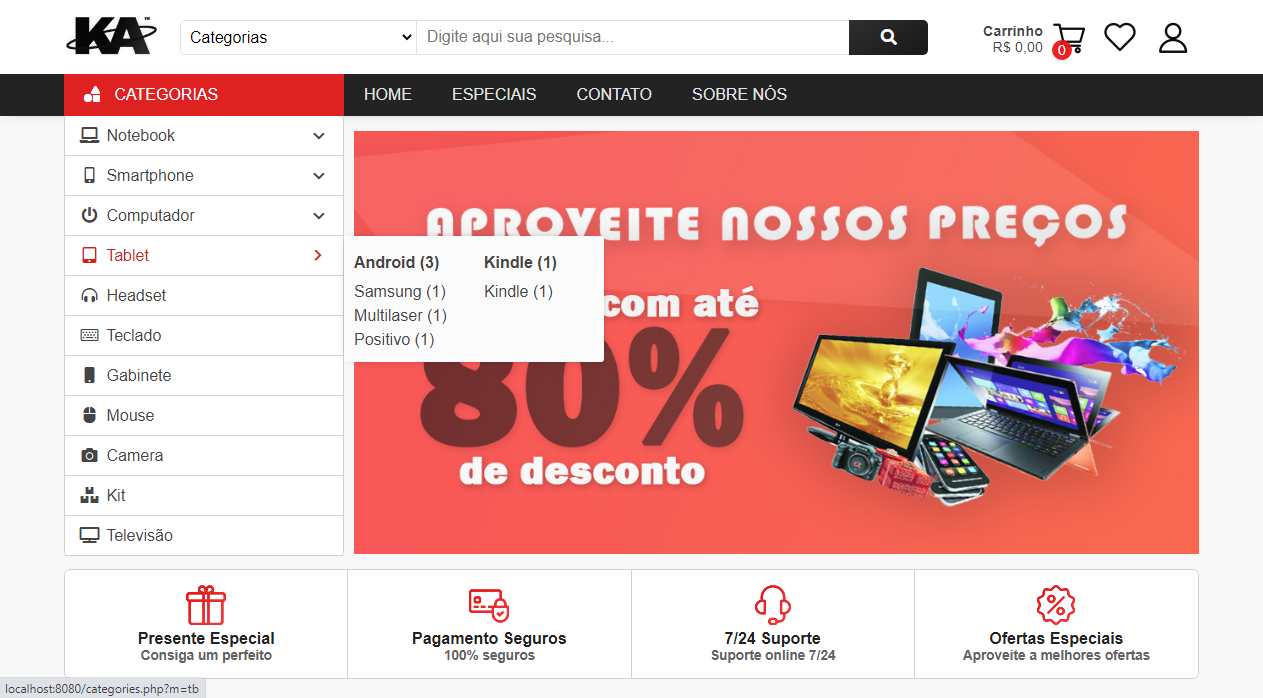 KA™
Categorias
Digite aqui sua pesquisa...
Carrinho
R$ 0,00
0
CATEGORIAS
HOME
ESPECIAIS
CONTATO
SOBRE NÓS
Notebook
Smartphone
Computador
Tablet
Headset
Teclado
Gabinete
Mouse
Camera
Kit
Televisão
APROVEITE NOSSOS PREÇOS
Android (3)
Samsung (1)
Multilaser (1)
Positivo (1)
Kindle (1)
Kindle (1)
com até
80%
de desconto
Presente Especial
Consiga um perfeito
Pagamento Seguros
100% seguros
7/24 Suporte
Suporte online 7/24
Ofertas Especiais
Aproveite a melhores ofertas
localhost:8080/categories.php?m=tb